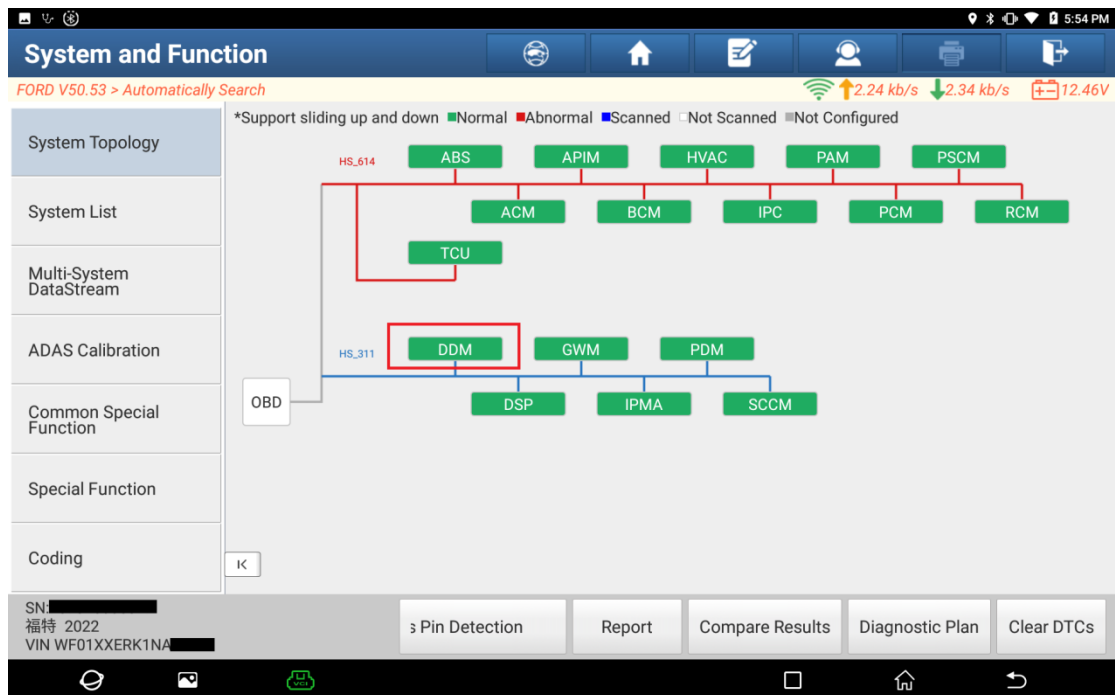 5:54 PM
System and Function
FORD V50.53 > Automatically Search
2.24 kb/s 2.34 kb/s 12.46V
System Topology
System List
Multi-System
DataStream
ADAS Calibration
Common Special
Function
Special Function
Coding
*Support sliding up and down Normal Abnormal Scanned Not Scanned Not Configured
HS_614 ABS APIM HVAC PAM PSCM
ACM BCM IPC PCM RCM
TCU
HS_311 DDM GWM PDM
OBD
DSP IPMA SCCM
SN:
福特 2022
VIN WF01XXERK1NA
s Pin Detection Report Compare Results Diagnostic Plan Clear DTCs
VCI